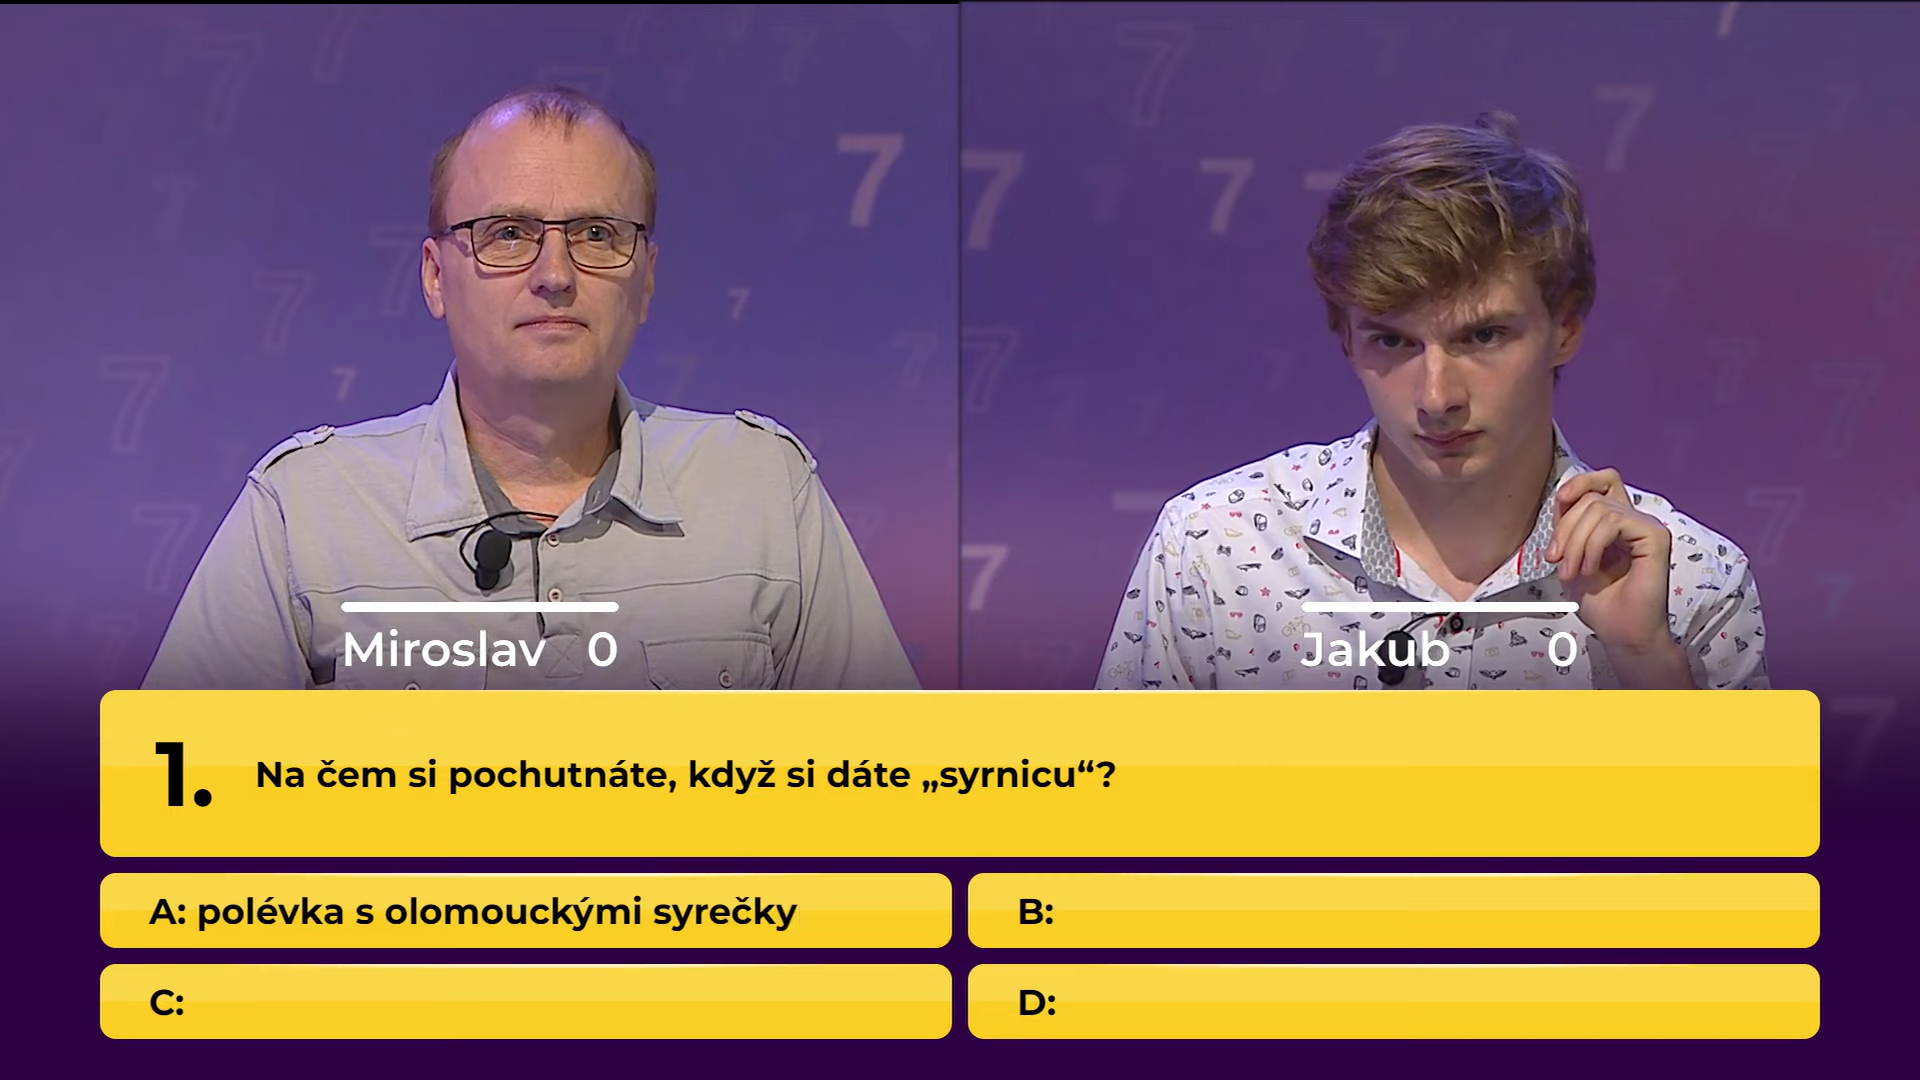 Miroslav 0
Jakub 0
1. Na čem si pochutnáte, když si dáte „syrnicu“?
A: polévka s olomouckými syrečky
B:
C:
D: